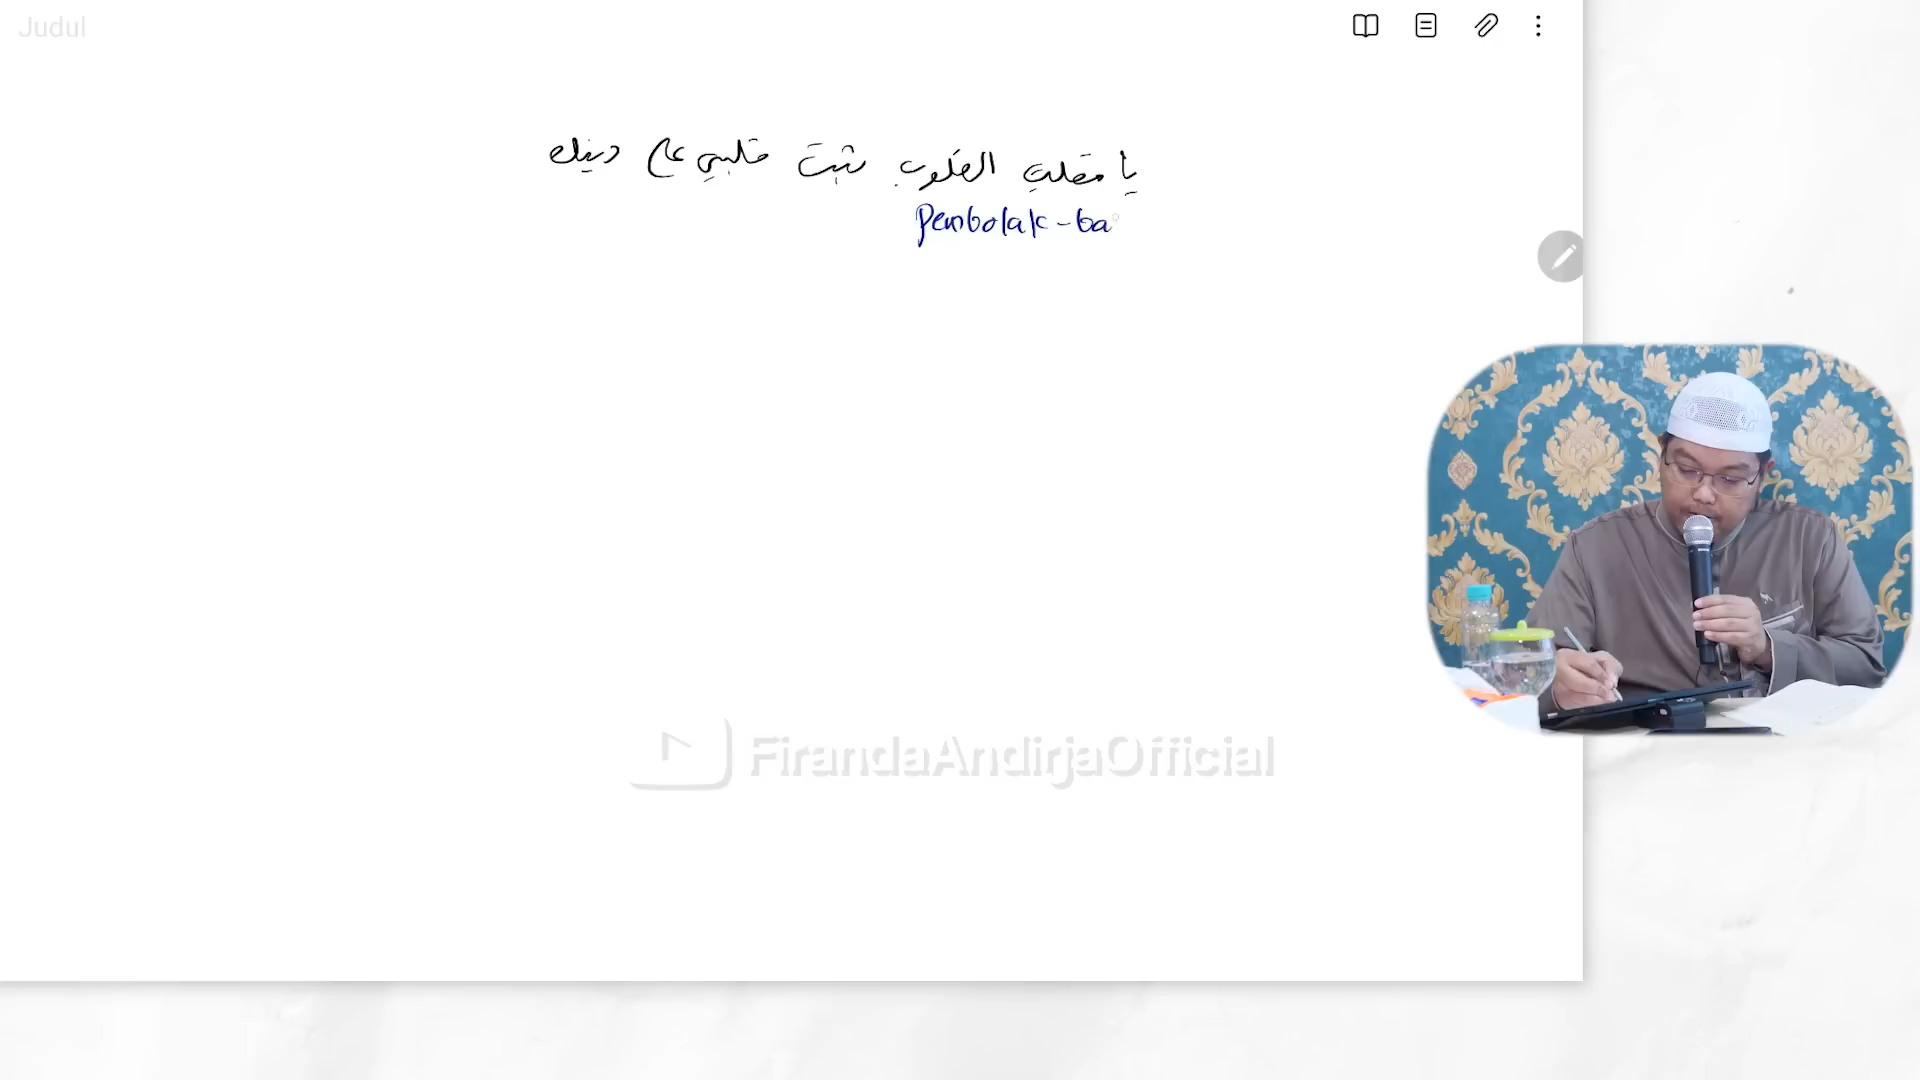 Judul
يا مقلب القلوب ثبت قلبي على دينك
Pembolak-ba
FirandaAndirjaOfficial